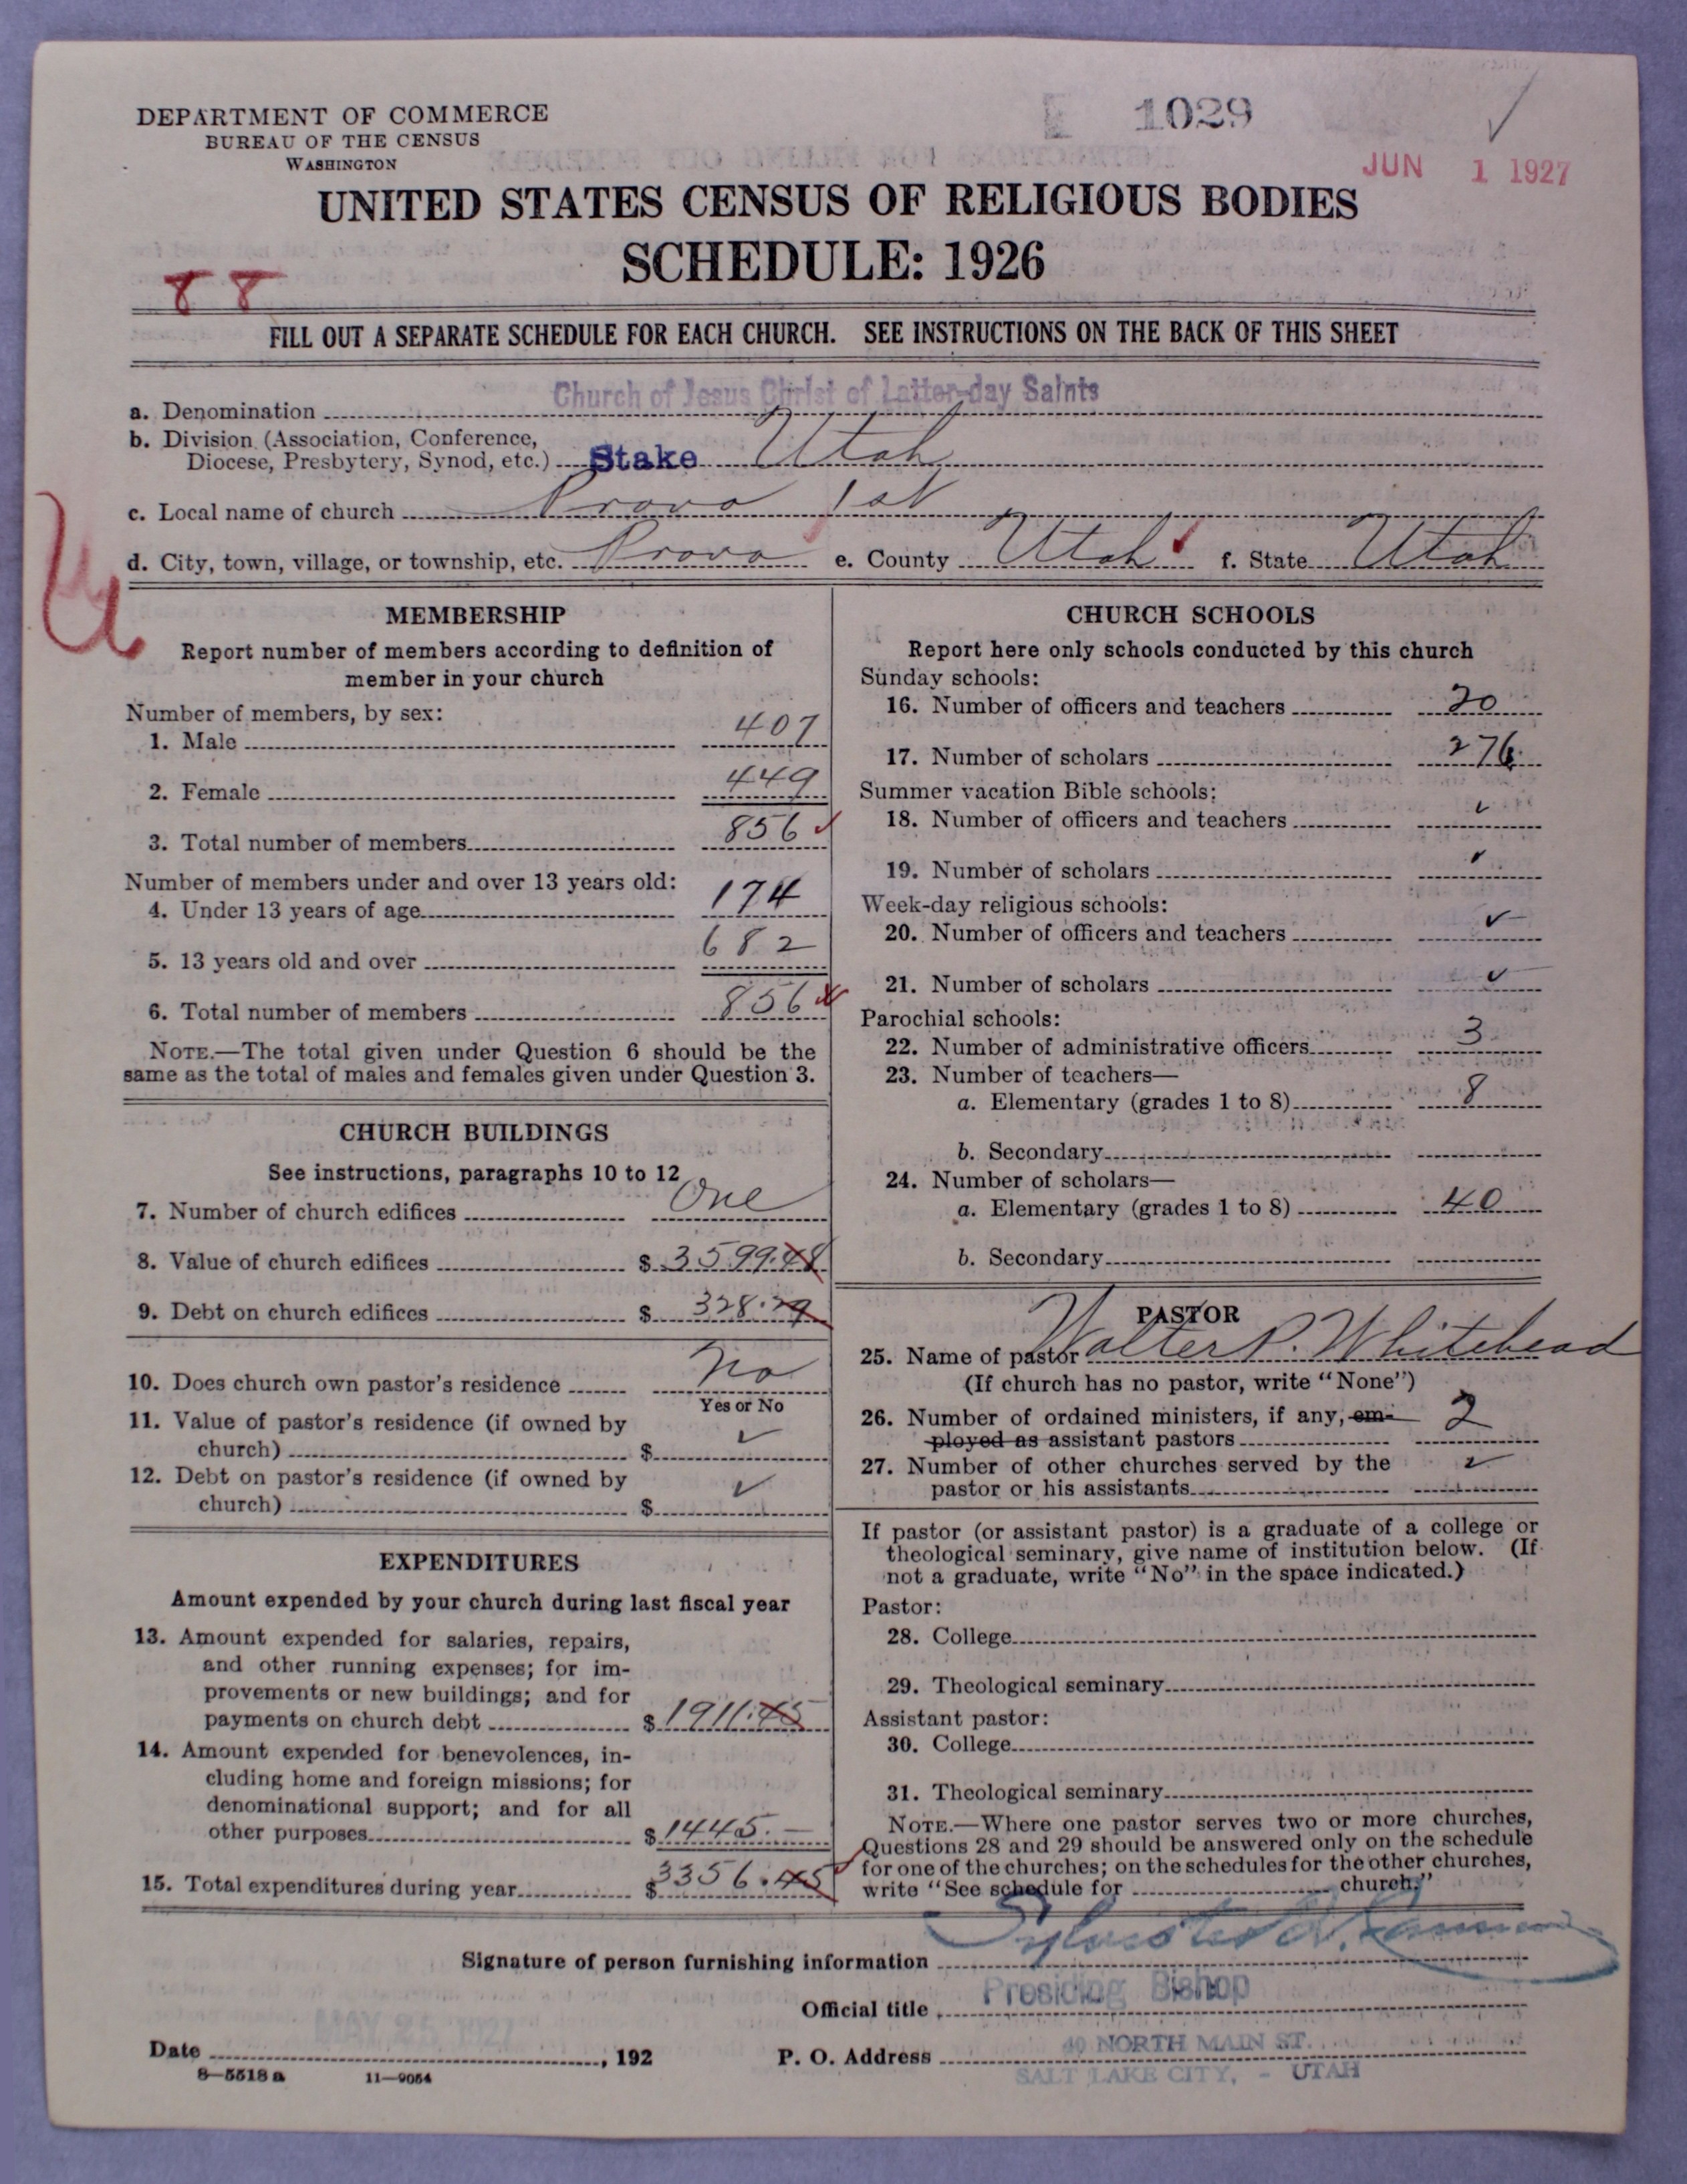 DEPARTMENT OF COMMERCE
BUREAU OF THE CENSUS
WASHINGTON
1029
JUN 1 1927
UNITED STATES CENSUS OF RELIGIOUS BODIES
SCHEDULE: 1926
FILL OUT A SEPARATE SCHEDULE FOR EACH CHURCH. SEE INSTRUCTIONS ON THE BACK OF THIS SHEET
a. Denomination Church of Jesus Christ of Latter-day Saints
b. Division (Association, Conference,
Diocese, Presbytery, Synod, etc.) Stake Utah
c. Local name of church Provo 1st
d. City, town, village, or township, etc. Provo e. County Utah f. State Utah
MEMBERSHIP
Report number of members according to definition of
member in your church
Number of members, by sex:
1. Male 407
2. Female 449
3. Total number of members 856
Number of members under and over 13 years old:
4. Under 13 years of age 174
5. 13 years old and over 682
6. Total number of members 856
NOTE.—The total given under Question 6 should be the
same as the total of males and females given under Question 3.
CHURCH BUILDINGS
See instructions, paragraphs 10 to 12
7. Number of church edifices One
8. Value of church edifices $ 3599.48
9. Debt on church edifices $ 328.29
10. Does church own pastor's residence No
Yes or No
11. Value of pastor's residence (if owned by
church) $ ✓
12. Debt on pastor's residence (if owned by
church) $ ✓
EXPENDITURES
Amount expended by your church during last fiscal year
13. Amount expended for salaries, repairs,
and other running expenses; for im-
provements or new buildings; and for
payments on church debt $ 1911.45
14. Amount expended for benevolences, in-
cluding home and foreign missions; for
denominational support; and for all
other purposes $ 1445.—
15. Total expenditures during year $ 3356.45
CHURCH SCHOOLS
Report here only schools conducted by this church
Sunday schools:
16. Number of officers and teachers 20
17. Number of scholars 276
Summer vacation Bible schools:
18. Number of officers and teachers ✓
19. Number of scholars ✓
Week-day religious schools:
20. Number of officers and teachers ✓
21. Number of scholars ✓
Parochial schools:
22. Number of administrative officers 3
23. Number of teachers—
a. Elementary (grades 1 to 8) 8
b. Secondary
24. Number of scholars—
a. Elementary (grades 1 to 8) 40
b. Secondary
PASTOR
25. Name of pastor Walter P. Whitehead
(If church has no pastor, write "None")
26. Number of ordained ministers, if any, em- 2
ployed as assistant pastors
27. Number of other churches served by the ✓
pastor or his assistants
If pastor (or assistant pastor) is a graduate of a college or
theological seminary, give name of institution below. (If
not a graduate, write "No" in the space indicated.)
Pastor:
28. College
29. Theological seminary
Assistant pastor:
30. College
31. Theological seminary
NOTE.—Where one pastor serves two or more churches,
Questions 28 and 29 should be answered only on the schedule
for one of the churches; on the schedules for the other churches,
write "See schedule for church."
Signature of person furnishing information Sylvester Q. Cannon
Official title Presiding Bishop
Date MAY 25 1927, 192
P. O. Address 40 NORTH MAIN ST.
SALT LAKE CITY, - UTAH
8—5518 a 11—9054